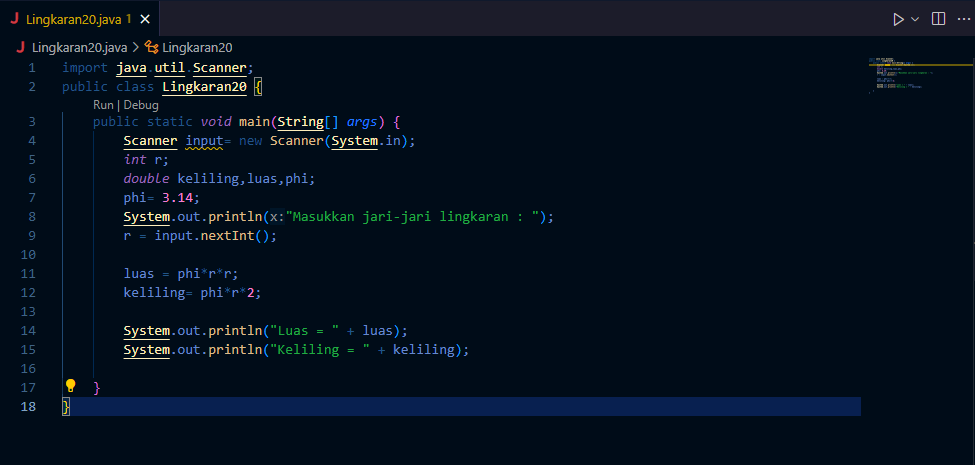 J Lingkaran20.java 1 ×
J Lingkaran20.java > Lingkaran20
1 import java.util.Scanner;
2 public class Lingkaran20 {
Run | Debug
3 public static void main(String[] args) {
4 Scanner input= new Scanner(System.in);
5 int r;
6 double keliling,luas,phi;
7 phi= 3.14;
8 System.out.println(x:"Masukkan jari-jari lingkaran : ");
9 r = input.nextInt();
10
11 luas = phi*r*r;
12 keliling= phi*r*2;
13
14 System.out.println("Luas = " + luas);
15 System.out.println("Keliling = " + keliling);
16
17 }
18 }